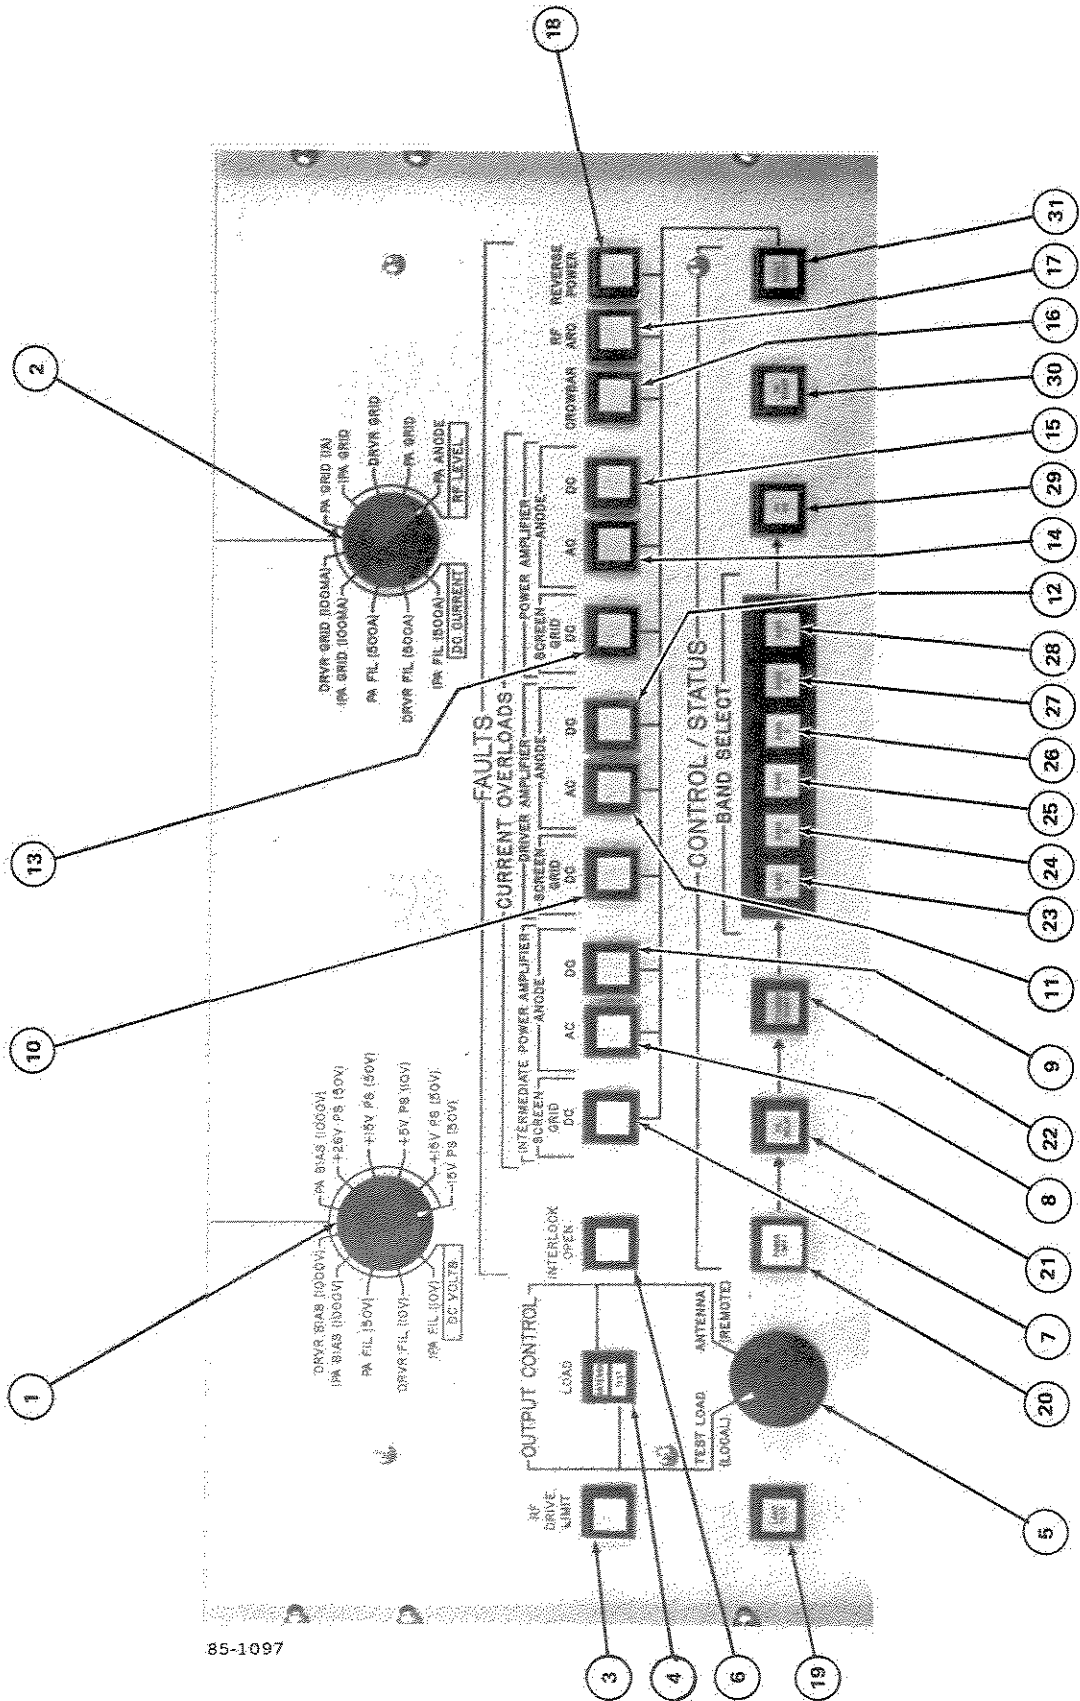 1
DRVR BIAS (1000V)
IPA BIAS (1000V)
PA FIL (50V)
DRVR FIL (10V)
IPA FIL (10V)
DC VOLTS
PA BIAS (1000V)
+26V PS (50V)
+15V PS (50V)
+5V PS (10V)
-15V PS (50V)
2
DRVR GRID (100MA)
IPA GRID (100MA)
PA FIL (500A)
DRVR FIL (500A)
IPA FIL (500A)
DC CURRENT
PA GRID (1A)
IPA GRID
DRVR GRID
PA GRID
PA ANODE
RF LEVEL
10
13
18
FAULTS
CURRENT OVERLOADS
INTERMEDIATE POWER AMPLIFIER
DRIVER AMPLIFIER
POWER AMPLIFIER
SCREEN GRID DC
ANODE
AC
DC
SCREEN GRID DC
ANODE
AC
DC
SCREEN GRID DC
ANODE
AC
DC
CROWBAR
RF ARC
REVERSE POWER
RF DRIVE LIMIT
OUTPUT CONTROL
LOAD
TEST
INTERLOCK OPEN
TEST LOAD (LOCAL)
ANTENNA (REMOTE)
CONTROL/STATUS
BAND SELECT
85-1097
3
4
6
19
5
20
7
21
8
22
9
11
23
24
25
26
27
28
12
14
29
15
30
16
17
31